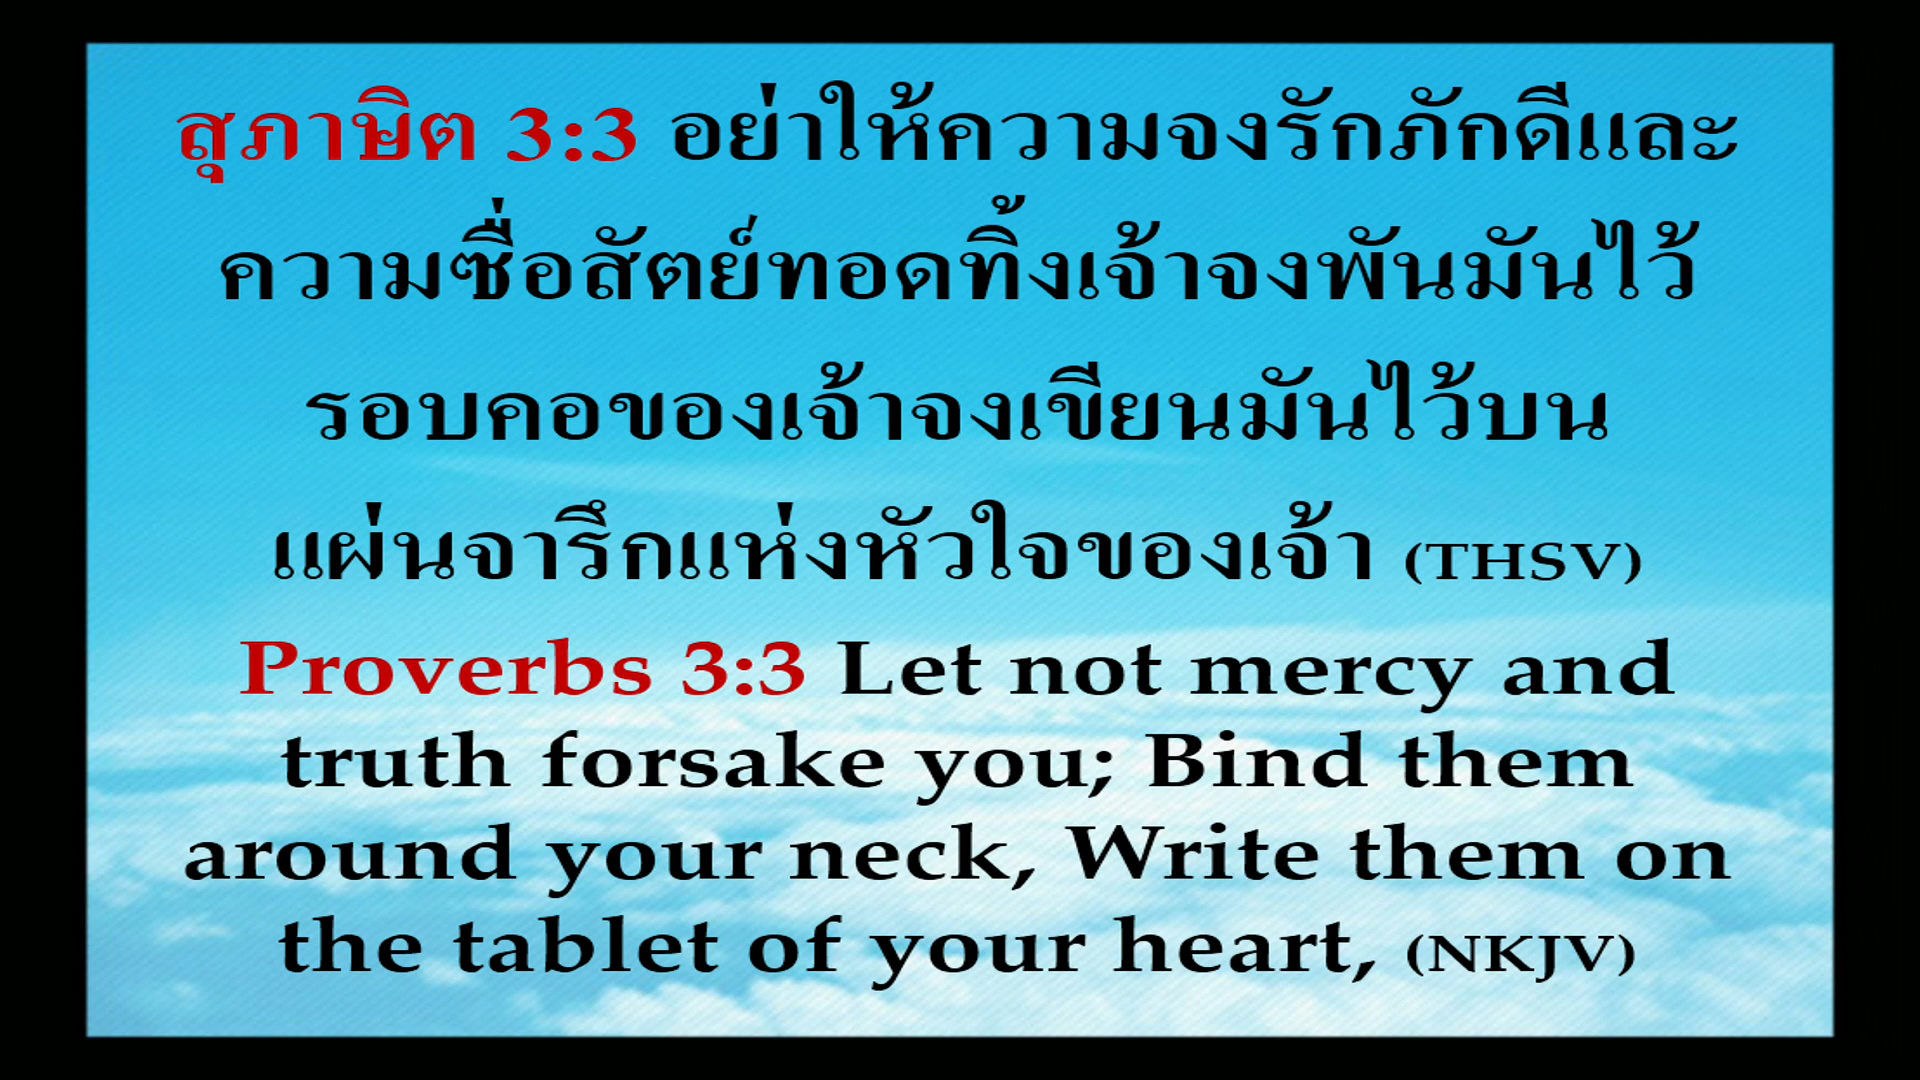 สุภาษิต 3:3 อย่าให้ความจงรักภักดีและ
ความซื่อสัตย์ทอดทิ้งเจ้าจงพันมันไว้
รอบคอของเจ้าจงเขียนมันไว้บน
แผ่นจารึกแห่งหัวใจของเจ้า (THSV)
Proverbs 3:3 Let not mercy and
truth forsake you; Bind them
around your neck, Write them on
the tablet of your heart, (NKJV)